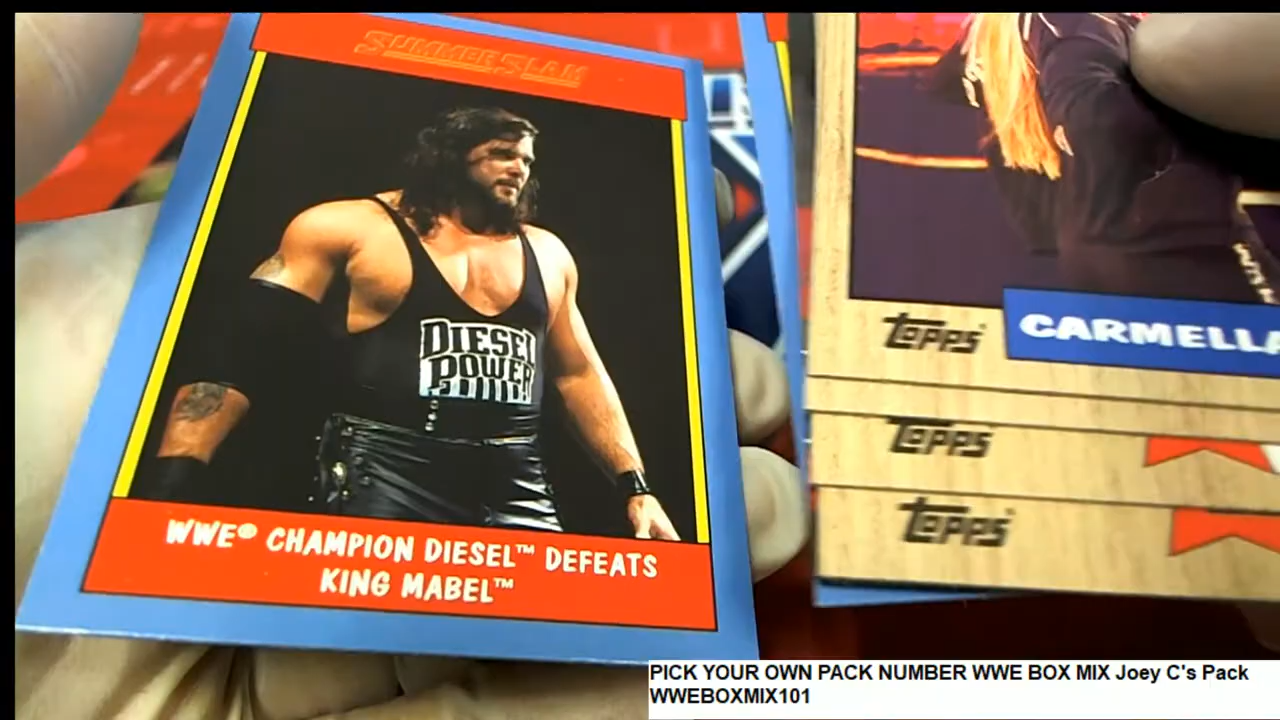 SUMMERSLAM
DIESEL
POWER
WWE® CHAMPION DIESEL™ DEFEATS
KING MABEL™
TOPPS
CARMELLA
TOPPS
TOPPS
PICK YOUR OWN PACK NUMBER WWE BOX MIX Joey C's Pack
WWEBOXMIX101